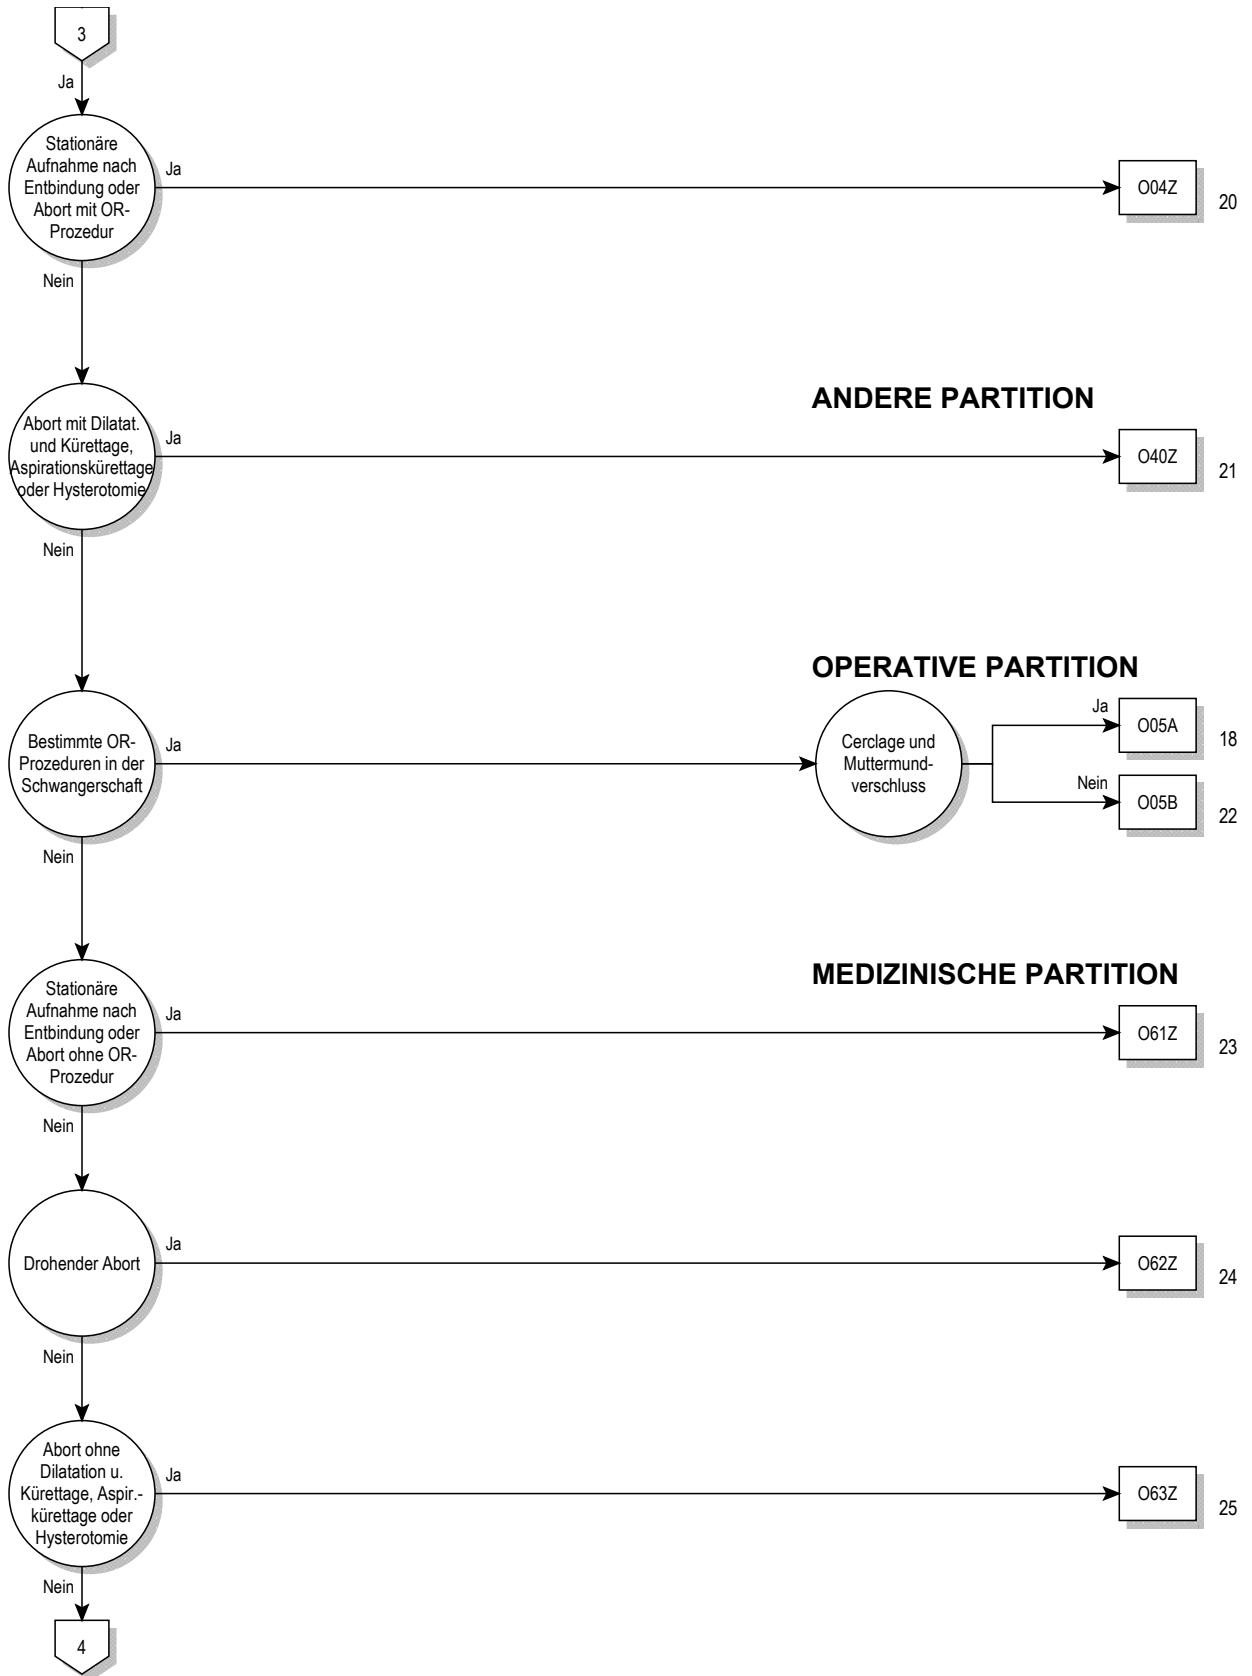 3
Ja
Stationäre
Aufnahme nach
Entbindung oder
Abort mit OR-
Prozedur
Ja
O04Z
20
Nein
ANDERE PARTITION
Abort mit Dilatat.
und Kürettage,
Aspirationskürettage
oder Hysterotomie
Ja
O40Z
21
Nein
OPERATIVE PARTITION
Bestimmte OR-
Prozeduren in der
Schwangerschaft
Ja
Cerclage und
Muttermund-
verschluss
Ja
O05A
18
Nein
O05B
22
Nein
MEDIZINISCHE PARTITION
Stationäre
Aufnahme nach
Entbindung oder
Abort ohne OR-
Prozedur
Ja
O61Z
23
Nein
Drohender Abort
Ja
O62Z
24
Nein
Abort ohne
Dilatation u.
Kürettage, Aspir.-
kürettage oder
Hysterotomie
Ja
O63Z
25
Nein
4